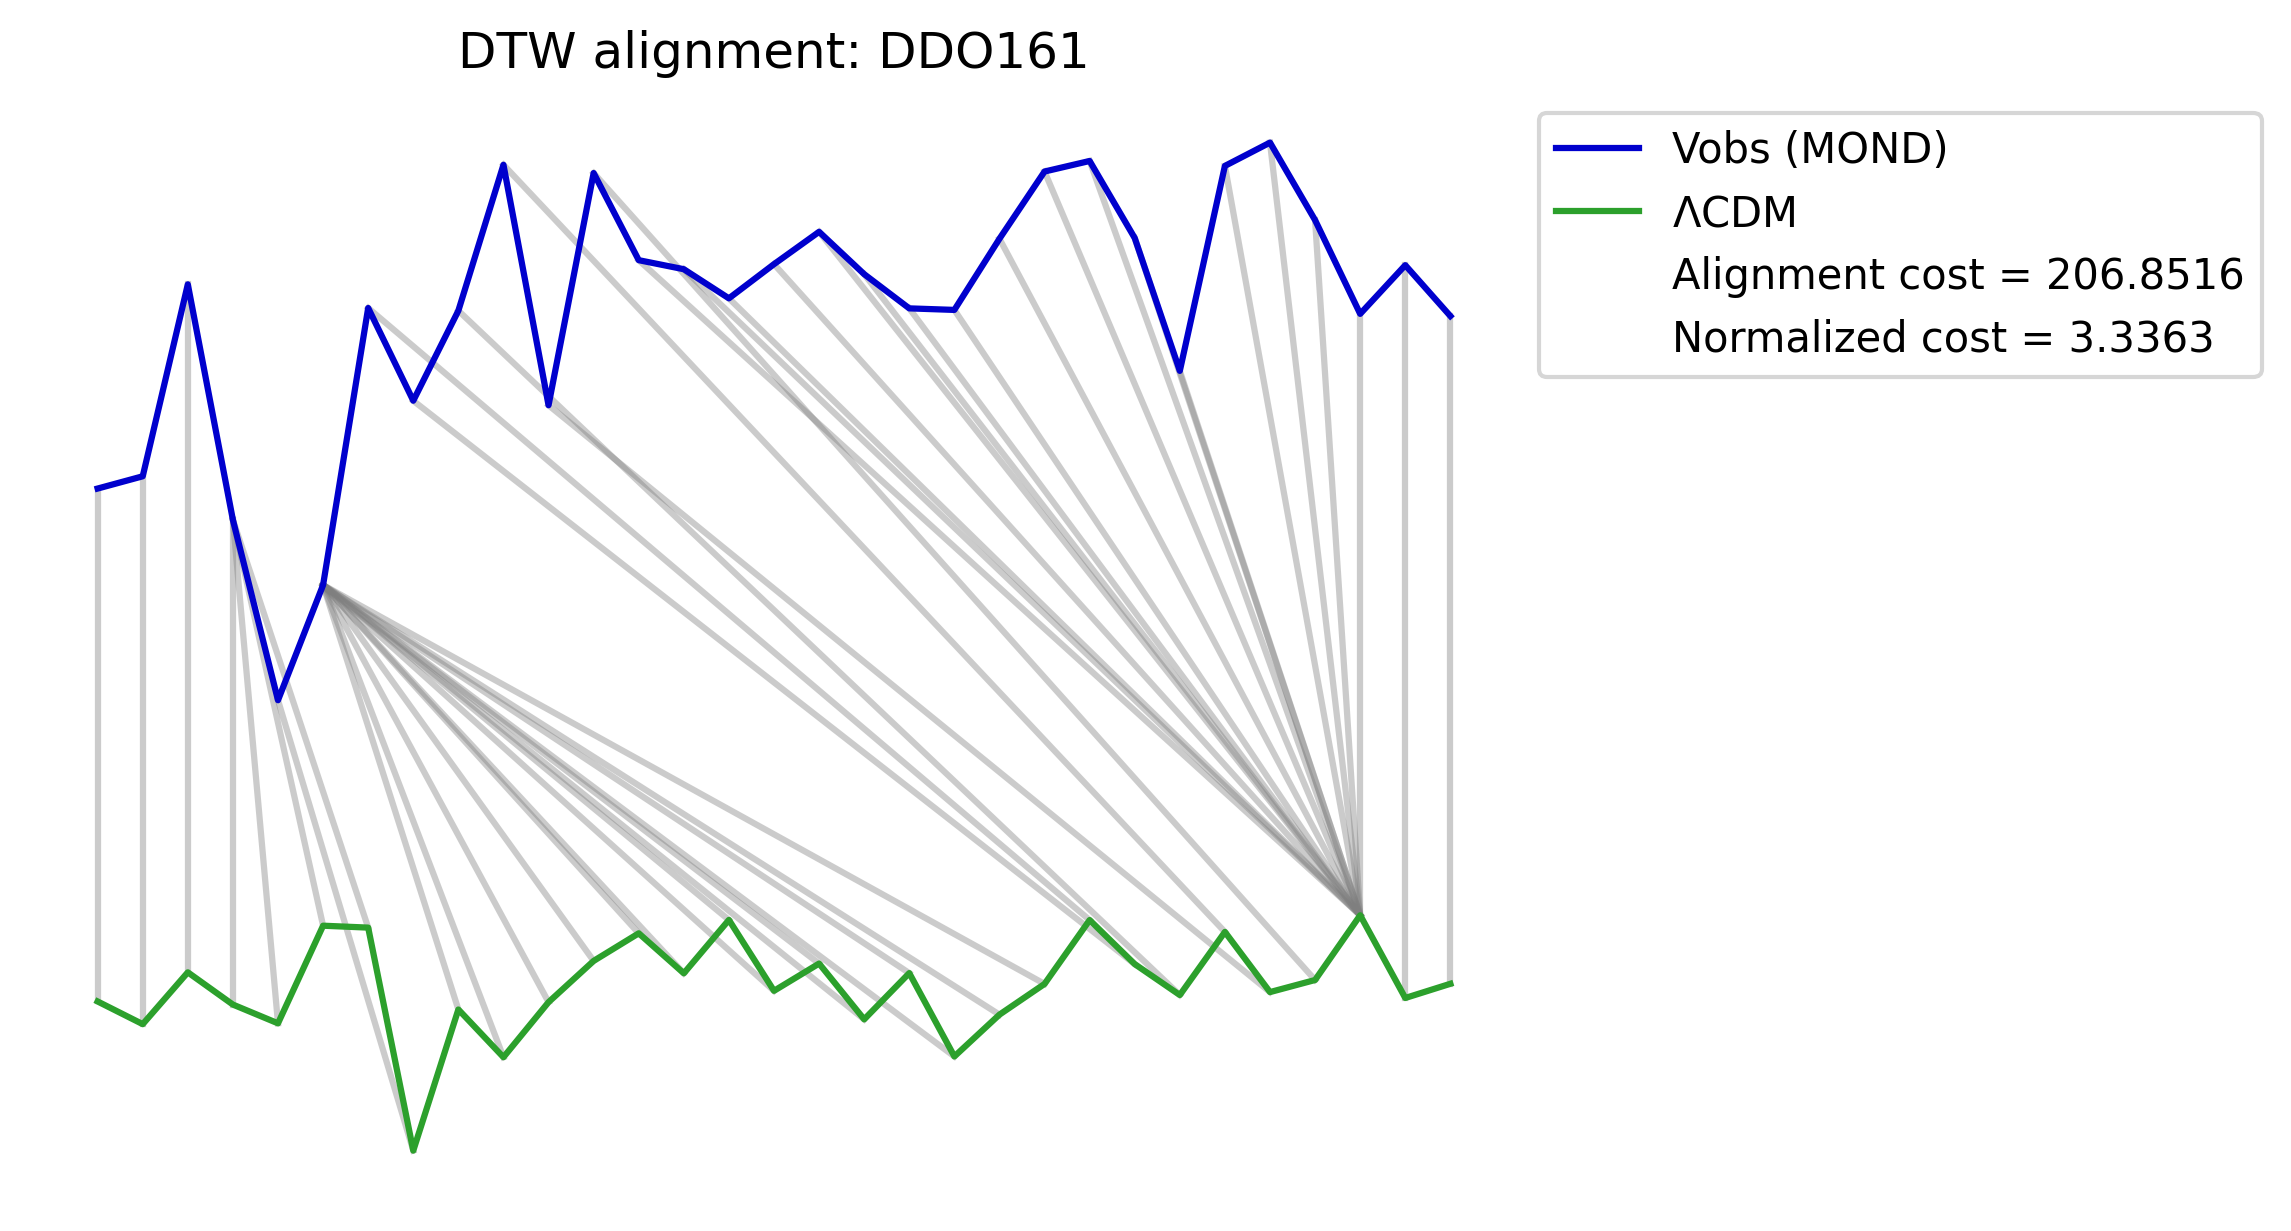 DTW alignment: DDO161
Vobs (MOND)
ΛCDM
Alignment cost = 206.8516
Normalized cost = 3.3363